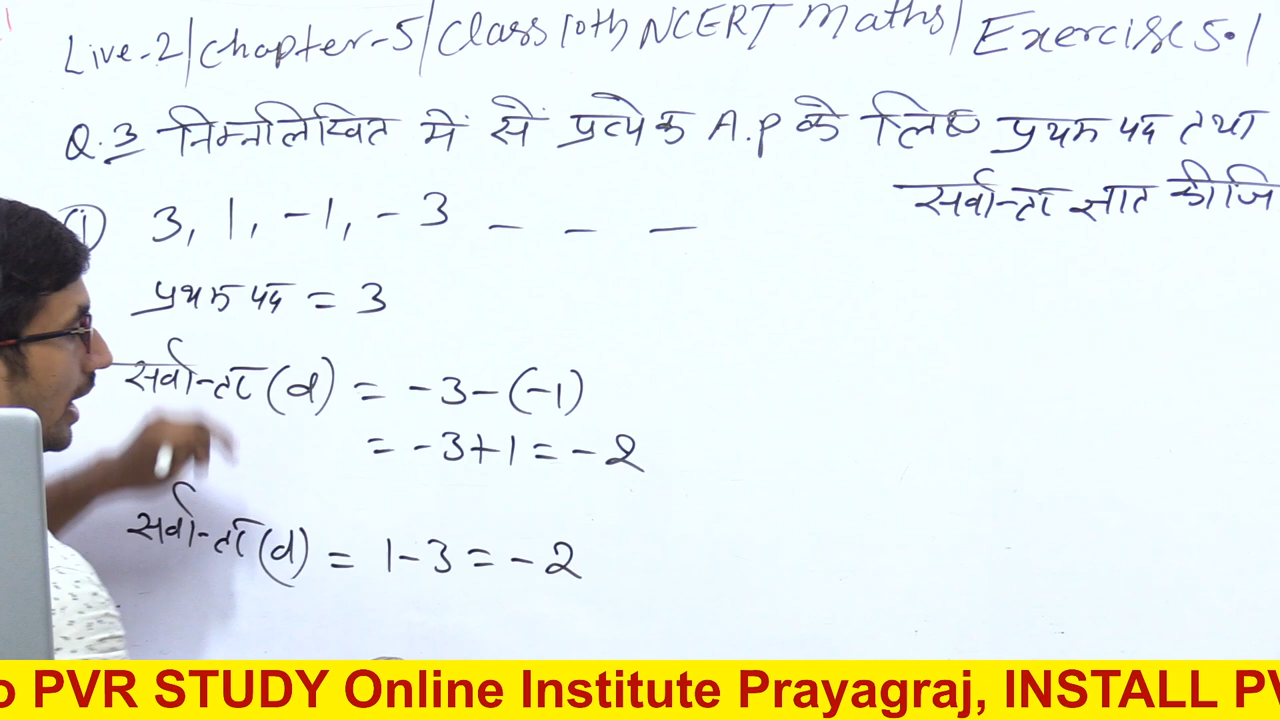 Live-2/Chapter-5/Class 10th NCERT Maths/Exercise 5.1
Q.3 निम्नलिखित में से प्रत्येक A.P के लिए प्रथम पद तथा
सर्वान्तर ज्ञात कीजि
(i) 3, 1, -1, -3 - - -
प्रथम पद = 3
सर्वान्तर (d) = -3-(-1)
= -3+1 = -2
सर्वान्तर (d) = 1-3 = -2
o PVR STUDY Online Institute Prayagraj, INSTALL PV